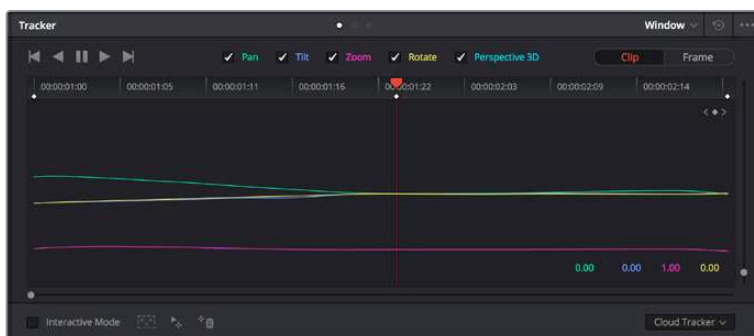 Tracker
Window
Pan Tilt Zoom Rotate Perspective 3D
Clip Frame
00:00:01:00 00:00:01:05 00:00:01:11 00:00:01:16 00:00:01:22 00:00:02:03 00:00:02:09 00:00:02:14
0.00 0.00 1.00 0.00
Interactive Mode
Cloud Tracker